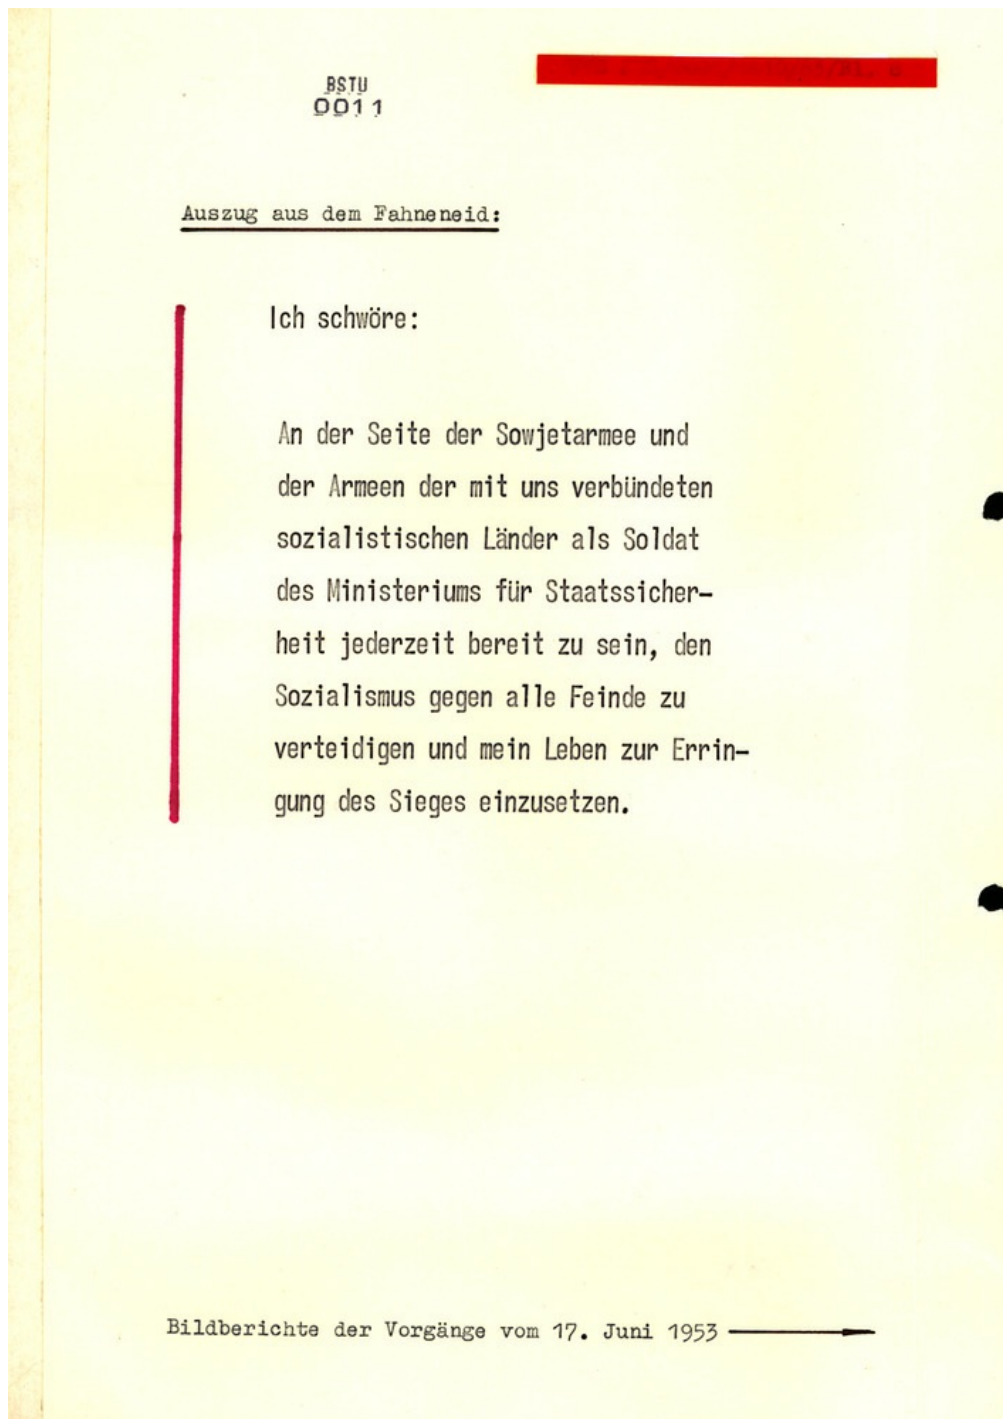 BSTU
0011
Auszug aus dem Fahneneid:
Ich schwöre:
An der Seite der Sowjetarmee und
der Armeen der mit uns verbündeten
sozialistischen Länder als Soldat
des Ministeriums für Staatssicher-
heit jederzeit bereit zu sein, den
Sozialismus gegen alle Feinde zu
verteidigen und mein Leben zur Errin-
gung des Sieges einzusetzen.
Bildberichte der Vorgänge vom 17. Juni 1953